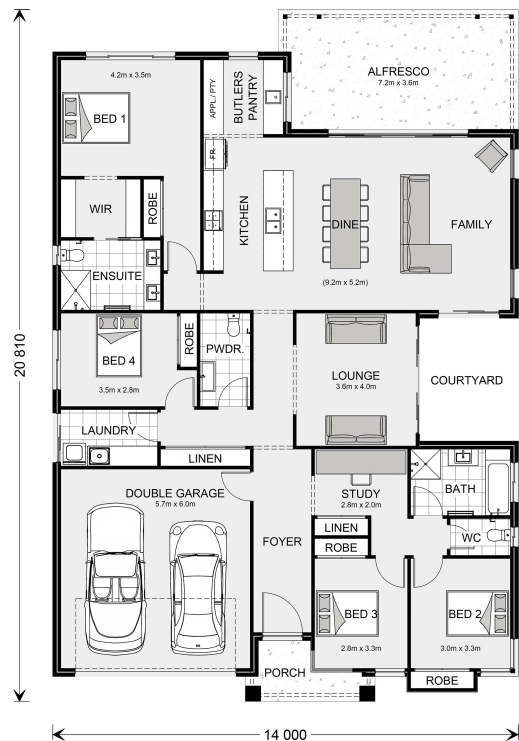 ALFRESCO
7.2m x 3.6m
4.2m x 3.5m
BED 1
APPL / PTY
BUTLERS
PANTRY
FR
WIR
ROBE
KITCHEN
DINE
FAMILY
(9.2m x 5.2m)
ENSUITE
BED 4
3.5m x 2.8m
ROBE
PWDR.
LOUNGE
3.6m x 4.0m
COURTYARD
LAUNDRY
LINEN
DOUBLE GARAGE
5.7m x 6.0m
STUDY
2.8m x 2.0m
BATH
LINEN
ROBE
FOYER
WC
BED 3
2.8m x 3.3m
BED 2
3.0m x 3.3m
PORCH
ROBE
20 810
14 000